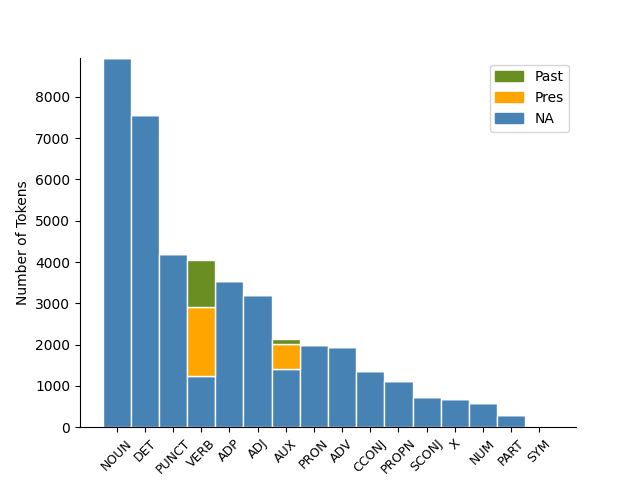 Past
Pres
NA
Number of Tokens
8000
7000
6000
5000
4000
3000
2000
1000
0
NOUN
DET
PUNCT
VERB
ADP
ADJ
AUX
PRON
ADV
CCONJ
PROPN
SCONJ
X
NUM
PART
SYM